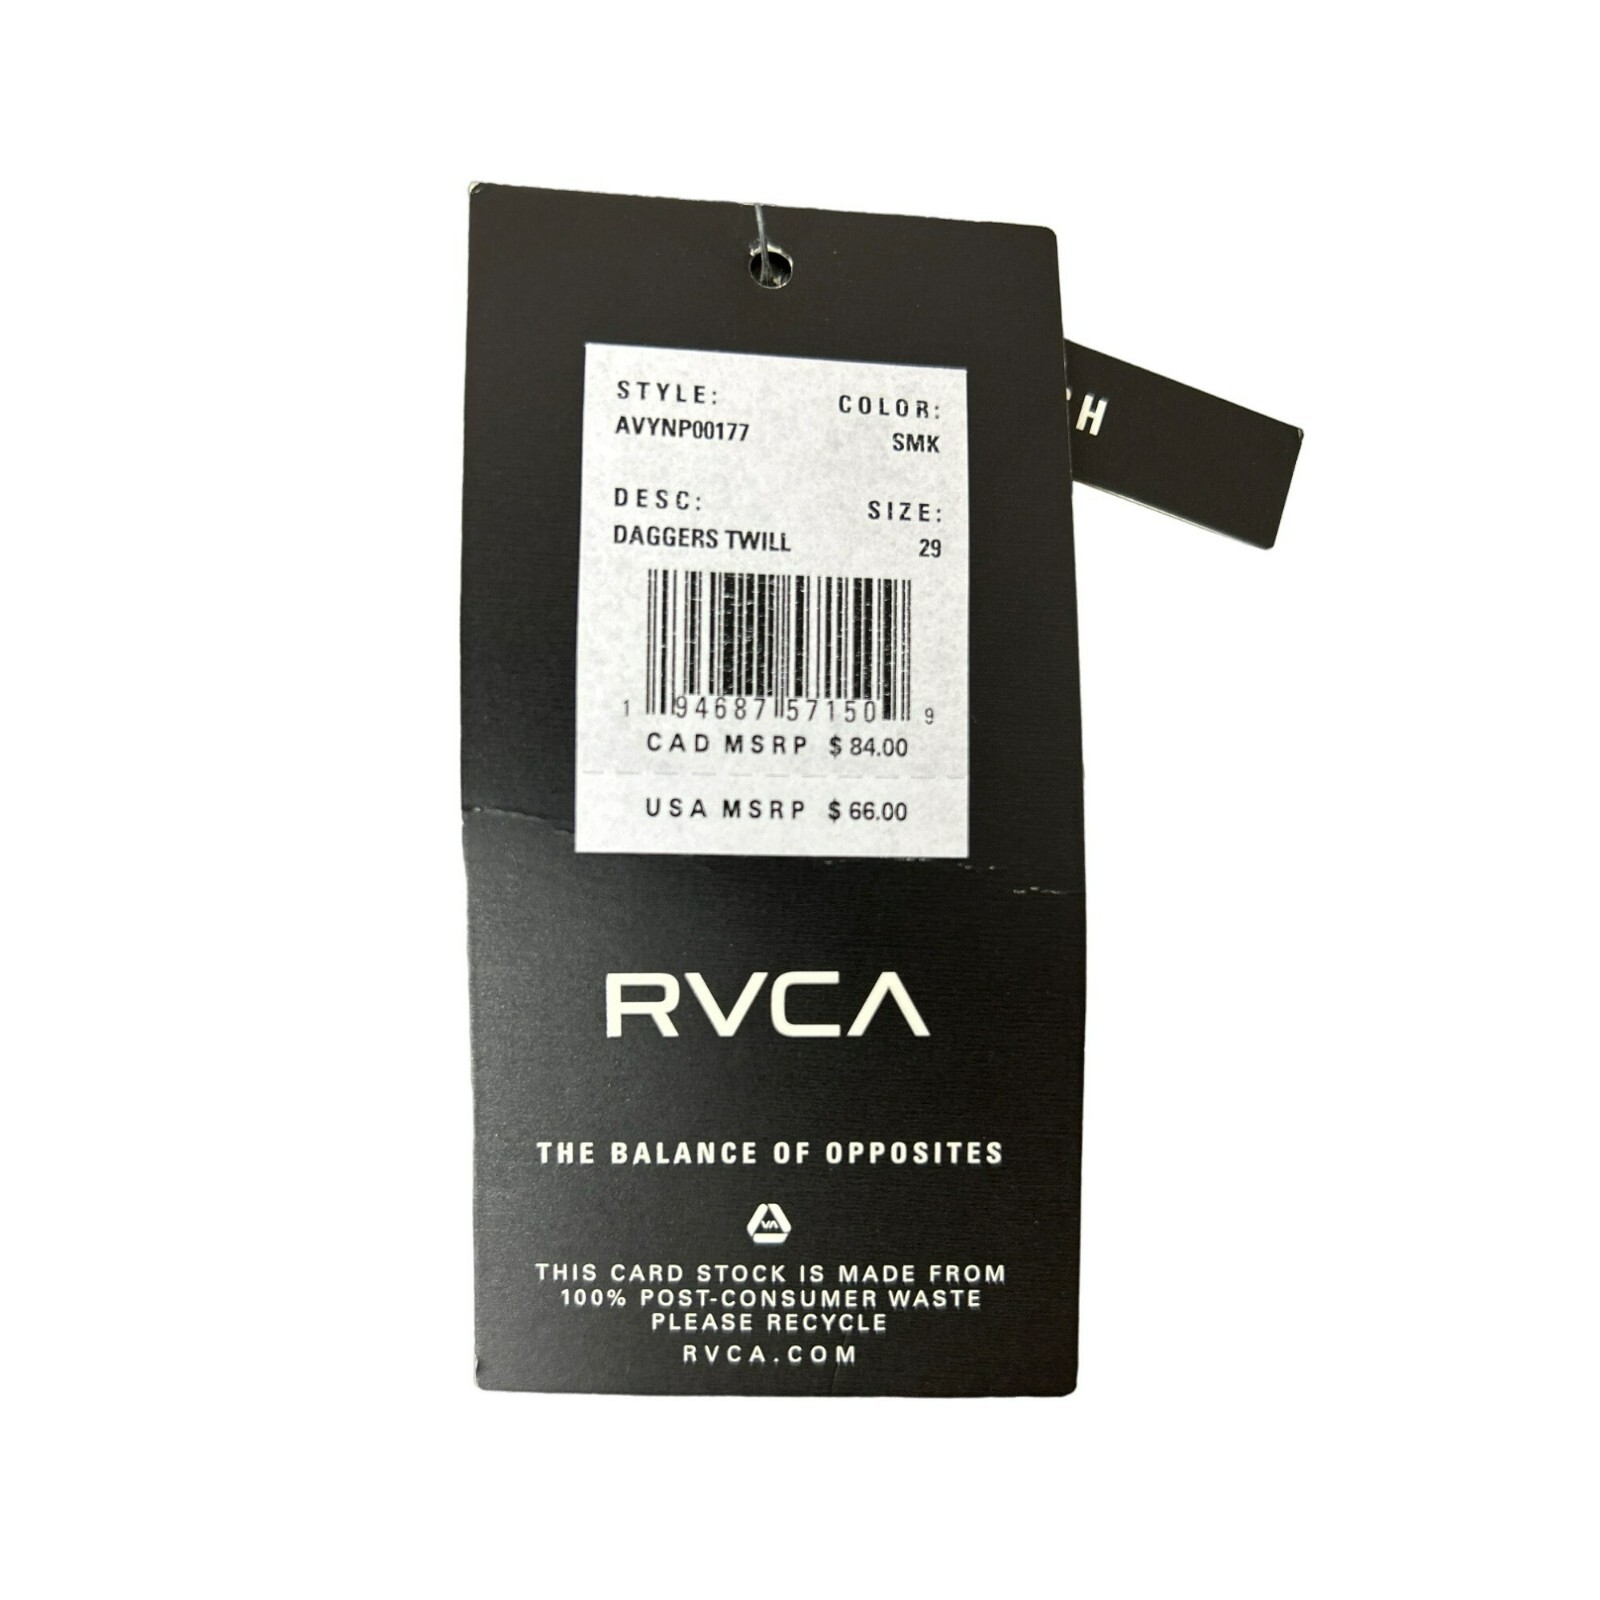 STYLE: COLOR:
AVYNP00177 SMK
DESC: SIZE:
DAGGERS TWILL 29
1 94687 57150 9
CAD MSRP $ 84.00
USA MSRP $ 66.00
RVCA
THE BALANCE OF OPPOSITES
VA
THIS CARD STOCK IS MADE FROM
100% POST-CONSUMER WASTE
PLEASE RECYCLE
RVCA.COM
H